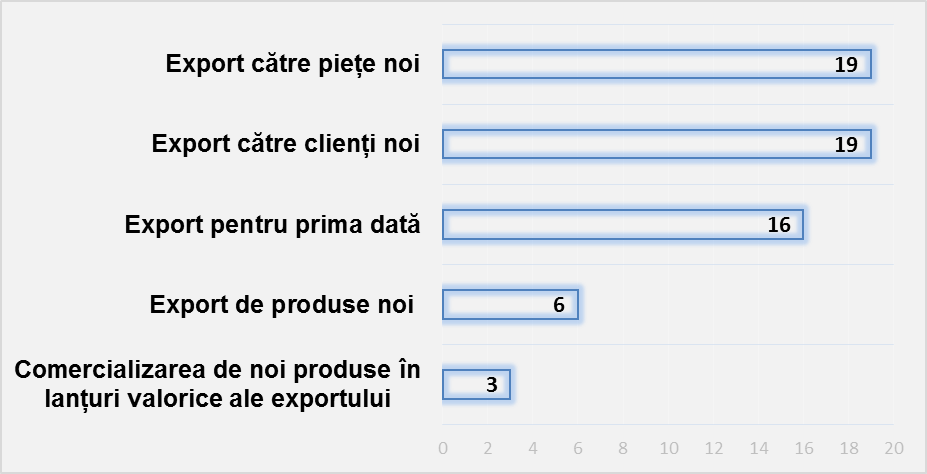 Export către piețe noi
19
Export către clienți noi
19
Export pentru prima dată
16
Export de produse noi
6
Comercializarea de noi produse în
lanțuri valorice ale exportului
3
0 2 4 6 8 10 12 14 16 18 20